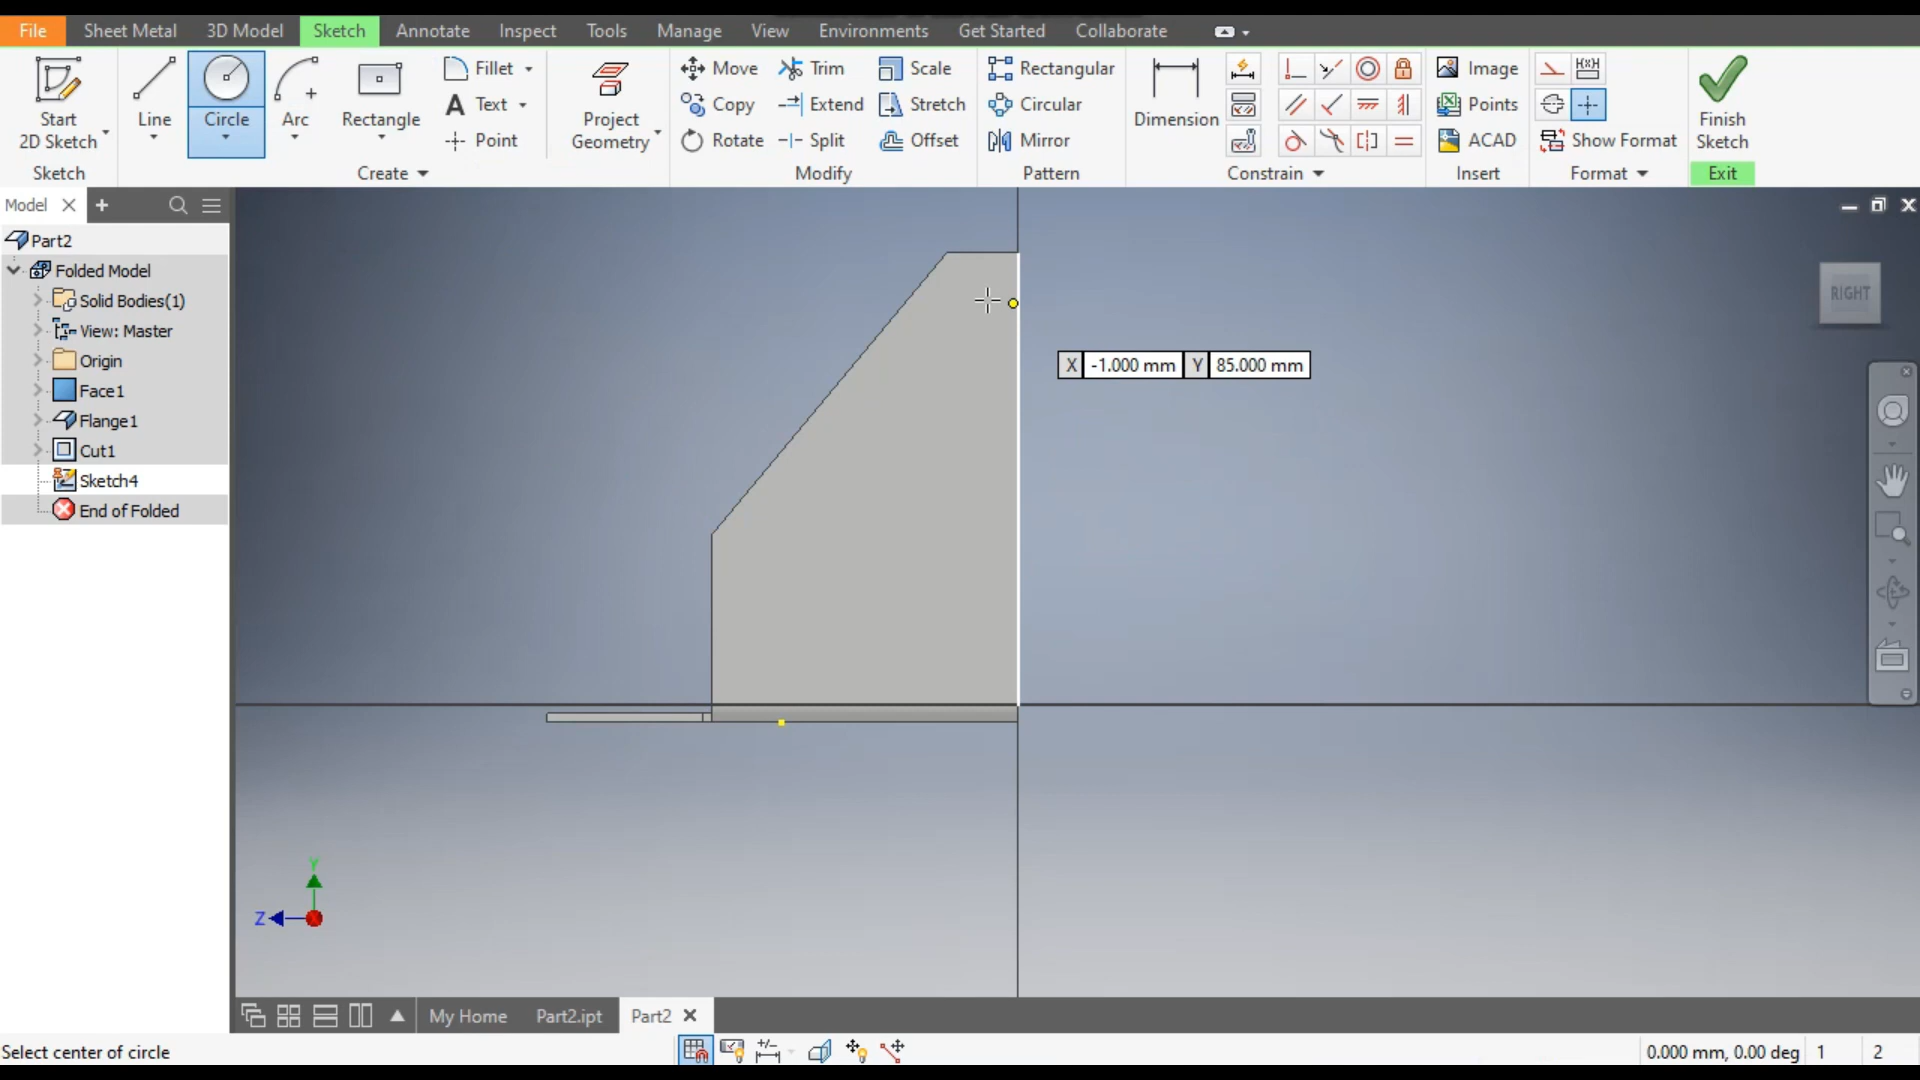 File Sheet Metal 3D Model Sketch Annotate Inspect Tools Manage View Environments Get Started Collaborate
Start 2D Sketch
Line
Circle
Arc
Rectangle
Fillet
Text
Point
Project Geometry
Move
Copy
Rotate
Trim
Extend
Split
Scale
Stretch
Offset
Rectangular
Circular
Mirror
Dimension
Image
Points
ACAD
Show Format
Finish Sketch
Sketch Create Modify Pattern Constrain Insert Format Exit
Model
Part2
Folded Model
Solid Bodies(1)
View: Master
Origin
Face1
Flange1
Cut1
Sketch4
End of Folded
RIGHT
X -1.000 mm Y 85.000 mm
Y
Z
My Home Part2.ipt Part2
Select center of circle
0.000 mm, 0.00 deg 1 2